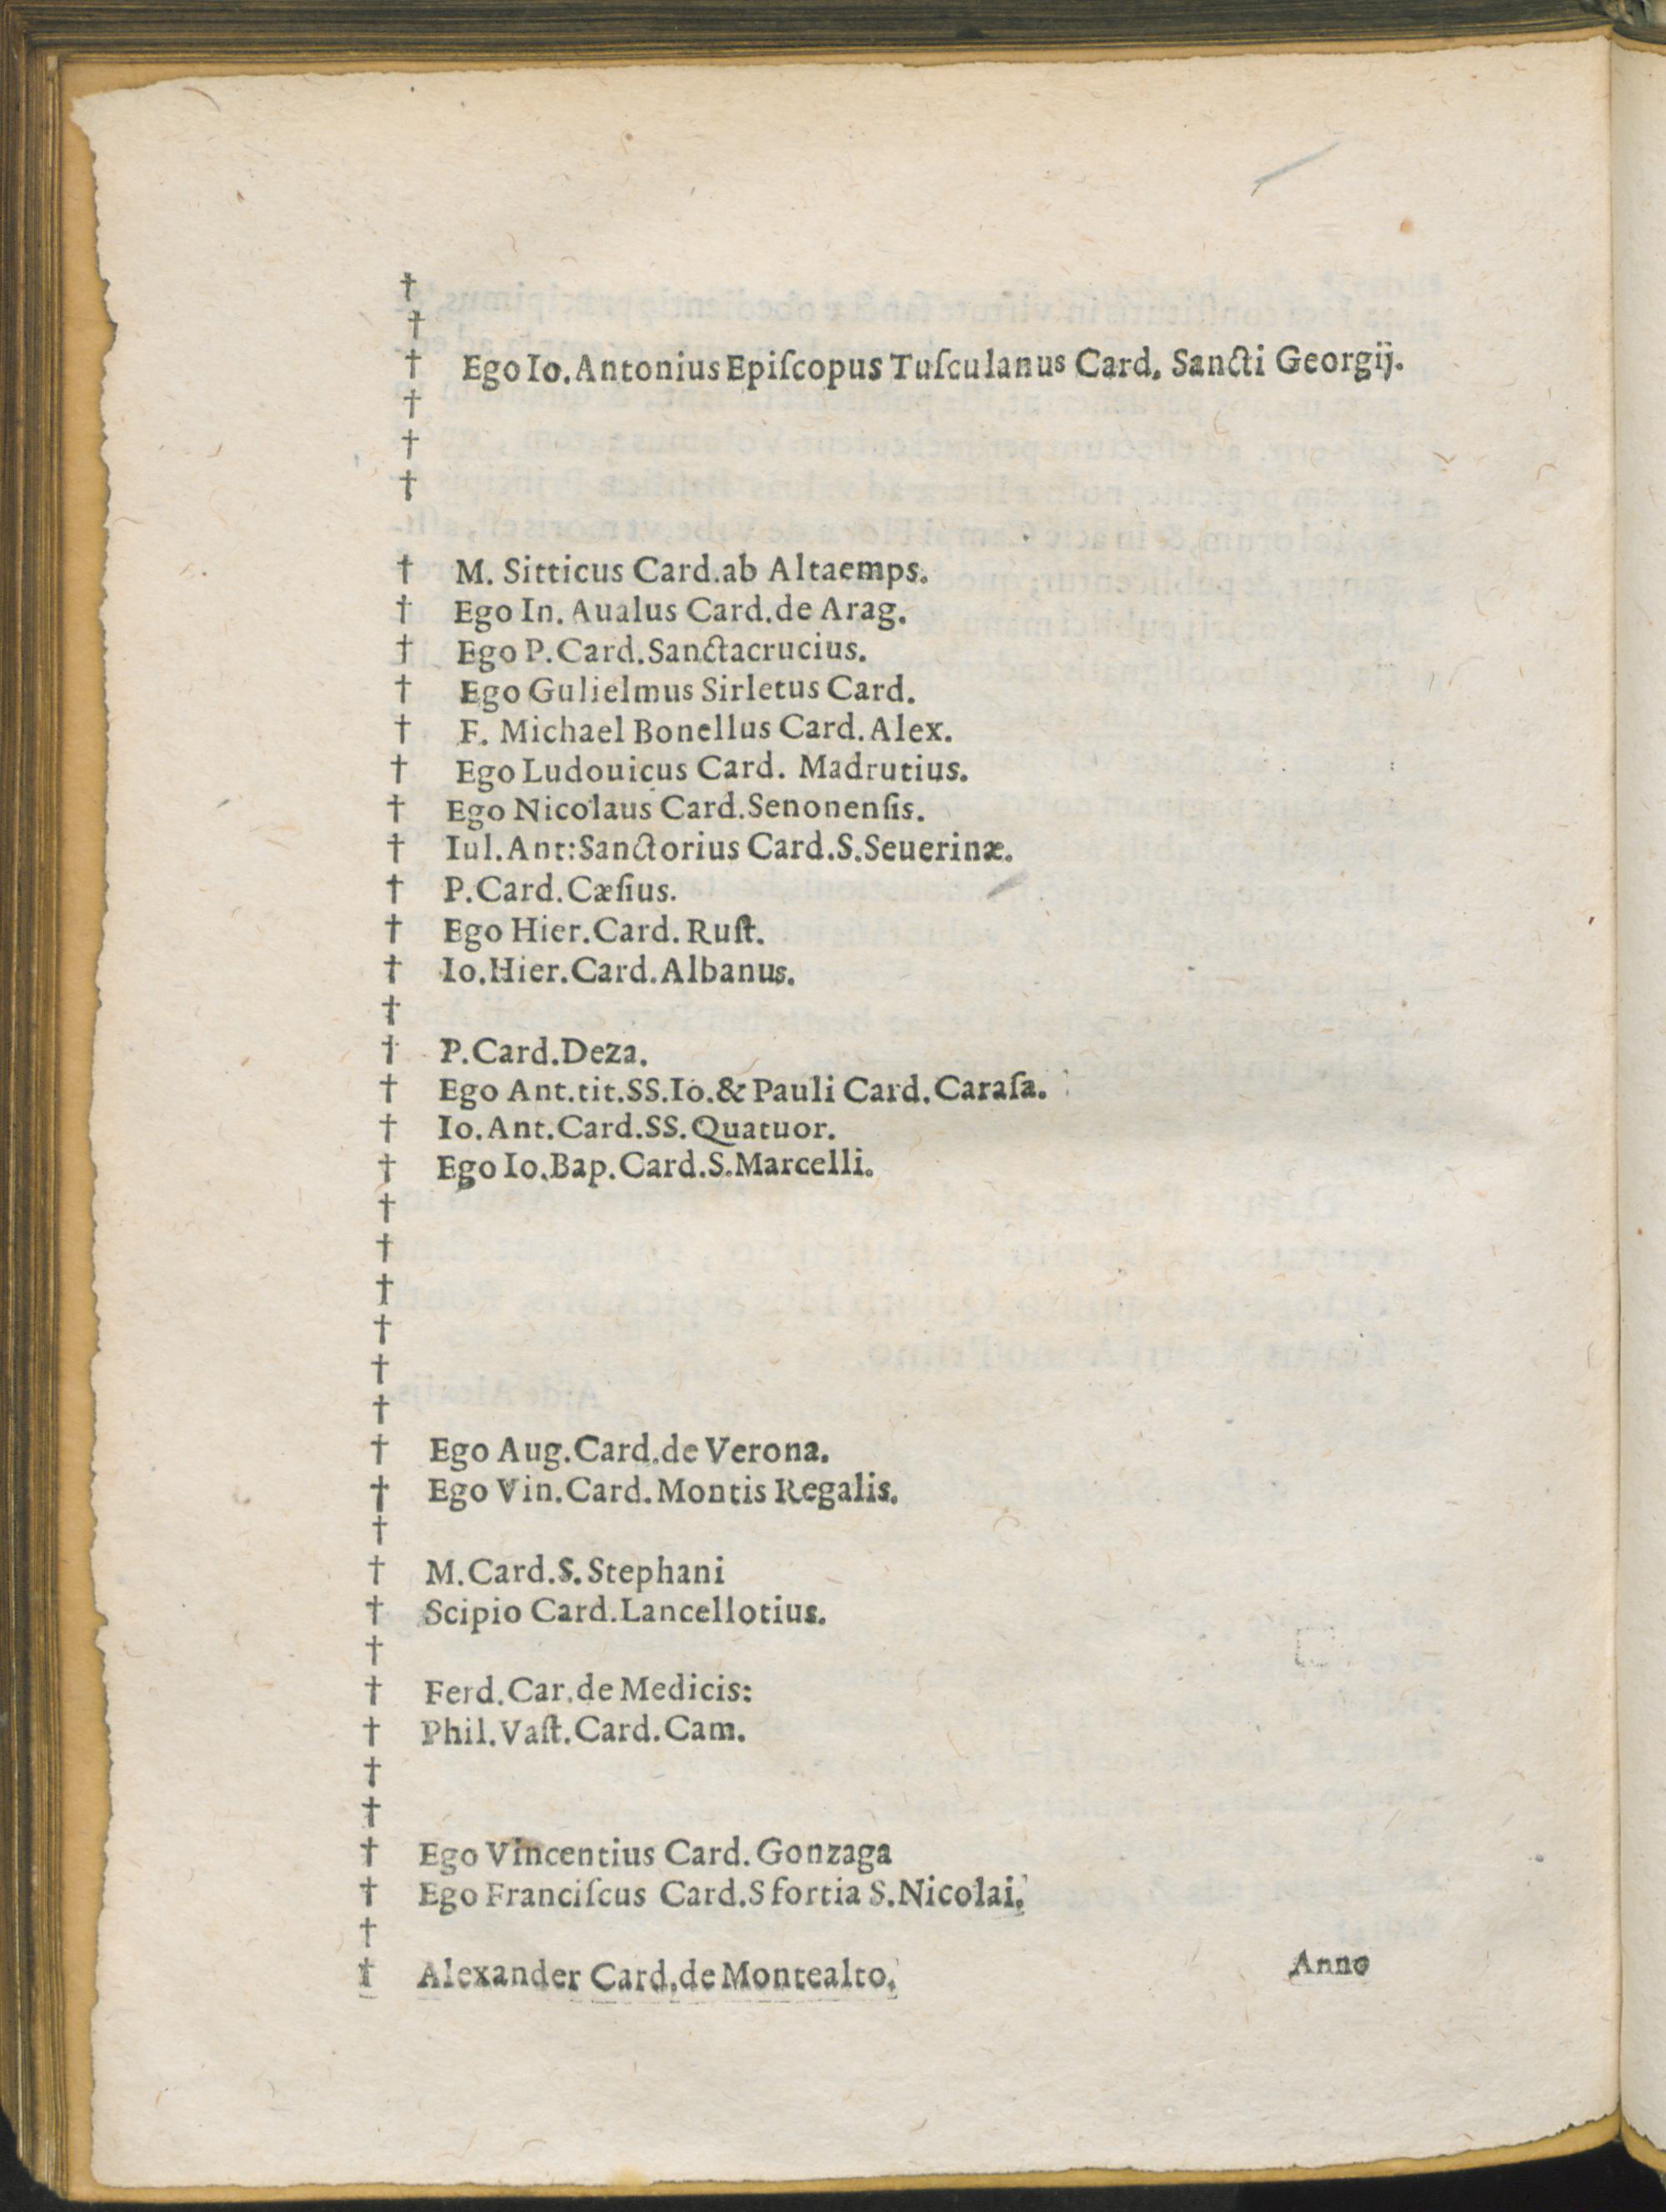 †
†
† Ego Io. Antonius Epiſcopus Tuſculanus Card. Sancti Georgij.
†
†
†
† M. Sitticus Card. ab Altaemps.
† Ego In. Aualus Card. de Arag.
† Ego P. Card. Sanctacrucius.
† Ego Gulielmus Sirletus Card.
† F. Michael Bonellus Card. Alex.
† Ego Ludouicus Card. Madrutius.
† Ego Nicolaus Card. Senonenſis.
† Iul. Ant: Sanctorius Card. S. Seuerinæ.
† P. Card. Cæſius.
† Ego Hier. Card. Ruſt.
† Io. Hier. Card. Albanus.
†
† P. Card. Deza.
† Ego Ant. tit. SS. Io. & Pauli Card. Caraſa.
† Io. Ant. Card. SS. Quatuor.
† Ego Io. Bap. Card. S. Marcelli.
†
†
†
†
†
†
† Ego Aug. Card. de Verona.
† Ego Vin. Card. Montis Regalis.
†
† M. Card. S. Stephani
† Scipio Card. Lancellotius.
†
† Ferd. Car. de Medicis:
† Phil. Vaſt. Card. Cam.
†
†
† Ego Vincentius Card. Gonzaga
† Ego Franciſcus Card. Sfortia S. Nicolai.
†
† Alexander Card. de Montealto.
Anno